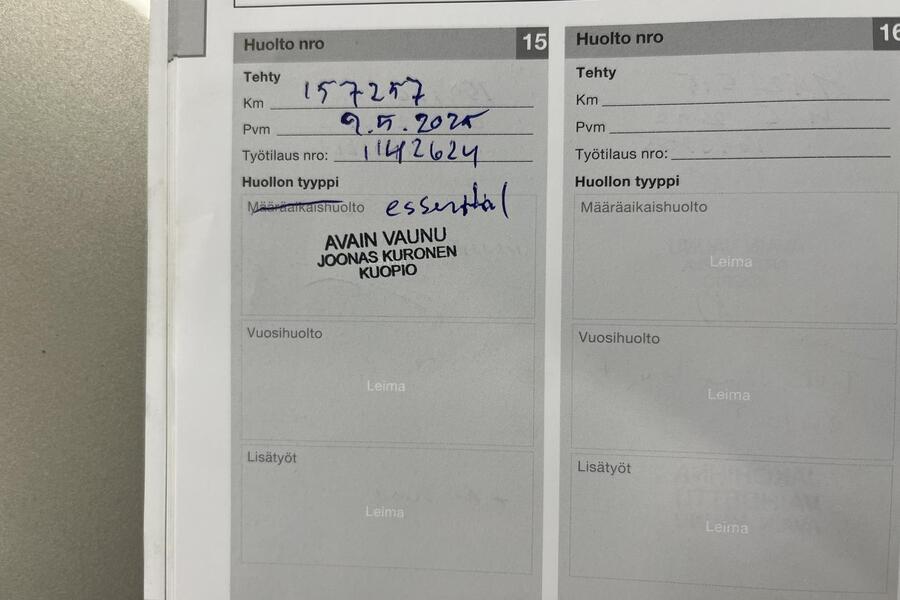 Huolto nro 15
Tehty
Km 157257
Pvm 9.5.2025
Työtilaus nro: 1142624
Huollon tyyppi
Määräaikaishuolto essential
AVAIN VAUNU
JOONAS KURONEN
KUOPIO
Vuosihuolto
Leima
Lisätyöt
Leima
Huolto nro 16
Tehty
Km
Pvm
Työtilaus nro:
Huollon tyyppi
Määräaikaishuolto
Leima
Vuosihuolto
Leima
Lisätyöt
Leima